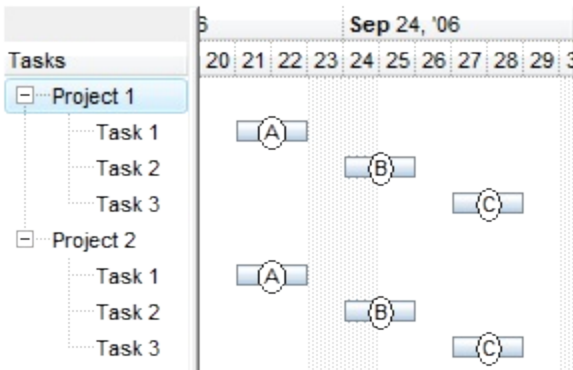 Sep 24, '06
Tasks 20 21 22 23 24 25 26 27 28 29
Project 1
Task 1 A
Task 2 B
Task 3 C
Project 2
Task 1 A
Task 2 B
Task 3 C